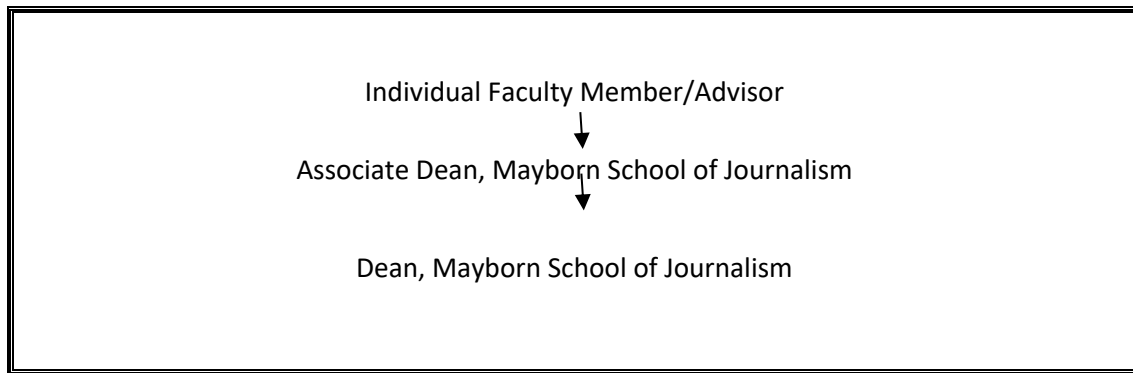 Individual Faculty Member/Advisor
Associate Dean, Mayborn School of Journalism
Dean, Mayborn School of Journalism